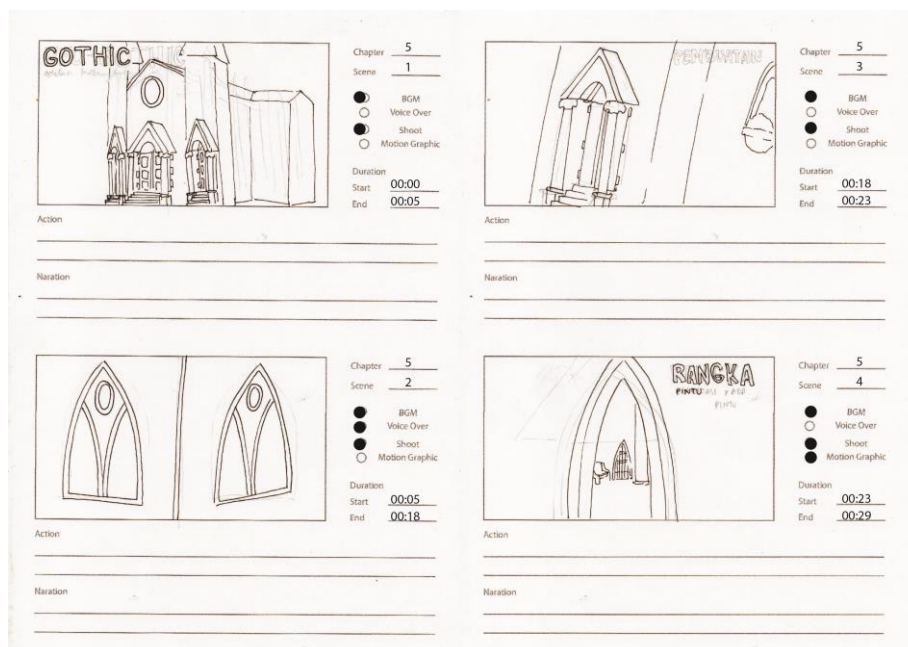 GOTHIC
Chapter 5
Scene 1
BGM
Voice Over
Shoot
Motion Graphic
Duration
Start 00:00
End 00:05
Action
Naration
PEMBUATAN
Chapter 5
Scene 3
BGM
Voice Over
Shoot
Motion Graphic
Duration
Start 00:18
End 00:23
Action
Naration
Chapter 5
Scene 2
BGM
Voice Over
Shoot
Motion Graphic
Duration
Start 00:05
End 00:18
Action
Naration
RANGKA
PINTU
PINTU
Chapter 5
Scene 4
BGM
Voice Over
Shoot
Motion Graphic
Duration
Start 00:23
End 00:29
Action
Naration